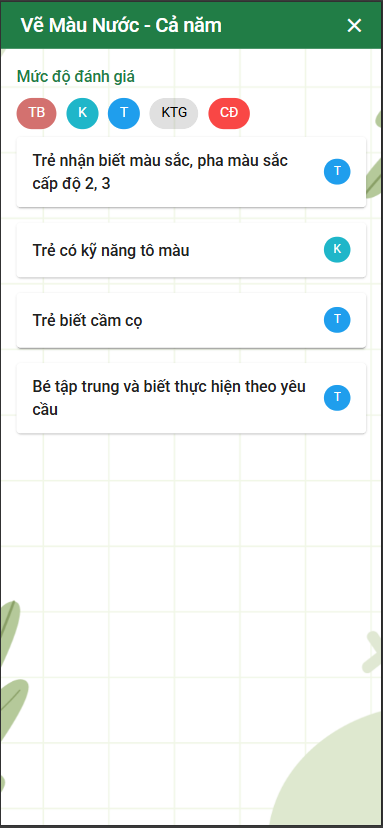 Vẽ Màu Nước - Cả năm
Mức độ đánh giá
TB K T KTG CĐ
Trẻ nhận biết màu sắc, pha màu sắc
cấp độ 2, 3
T
Trẻ có kỹ năng tô màu
K
Trẻ biết cầm cọ
T
Bé tập trung và biết thực hiện theo yêu
cầu
T